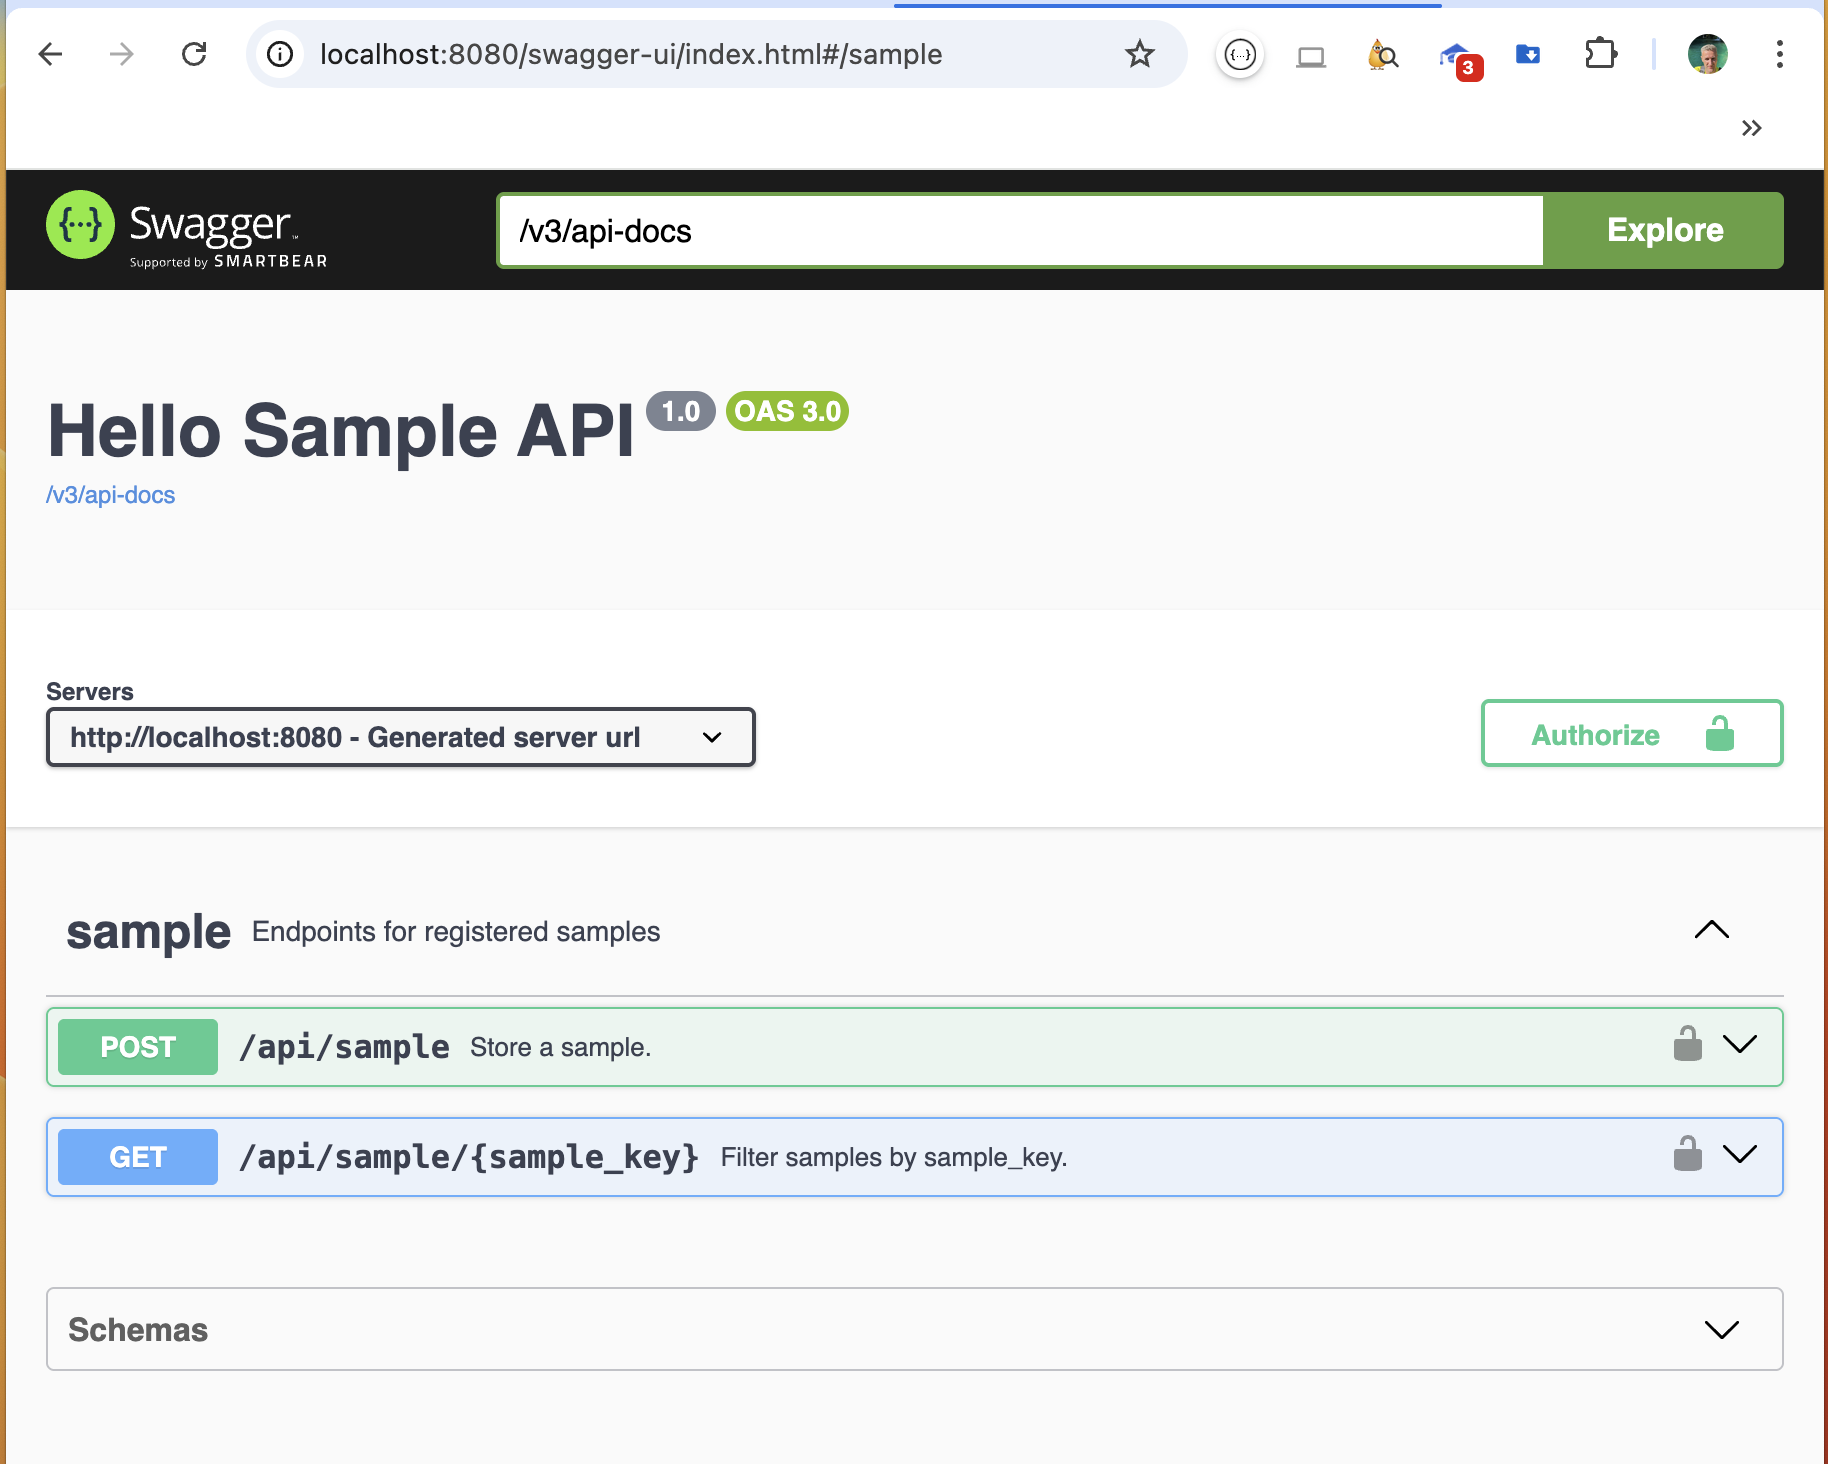 localhost:8080/swagger-ui/index.html#/sample
3
Swagger™
Supported by SMARTBEAR
/v3/api-docs
Explore
Hello Sample API 1.0 OAS 3.0
/v3/api-docs
Servers
http://localhost:8080 - Generated server url
Authorize
sample Endpoints for registered samples
POST /api/sample Store a sample.
GET /api/sample/{sample_key} Filter samples by sample_key.
Schemas